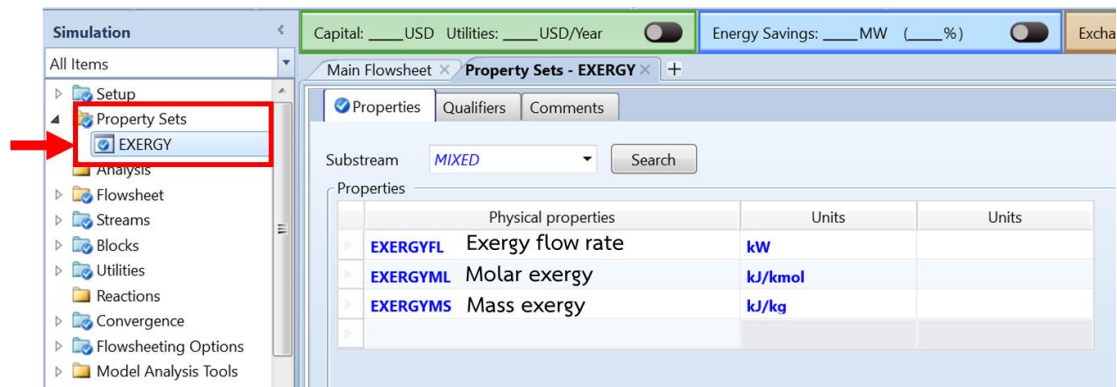 Simulation
Capital: ____USD Utilities: ____USD/Year
Energy Savings: ____MW (____%)
Excha
All Items
Main Flowsheet
Property Sets - EXERGY
Setup
Property Sets
EXERGY
Analysis
Flowsheet
Streams
Blocks
Utilities
Reactions
Convergence
Flowsheeting Options
Model Analysis Tools
Properties Qualifiers Comments
Substream MIXED Search
Properties
Physical properties Units Units
EXERGYFL Exergy flow rate kW
EXERGYML Molar exergy kJ/kmol
EXERGYMS Mass exergy kJ/kg